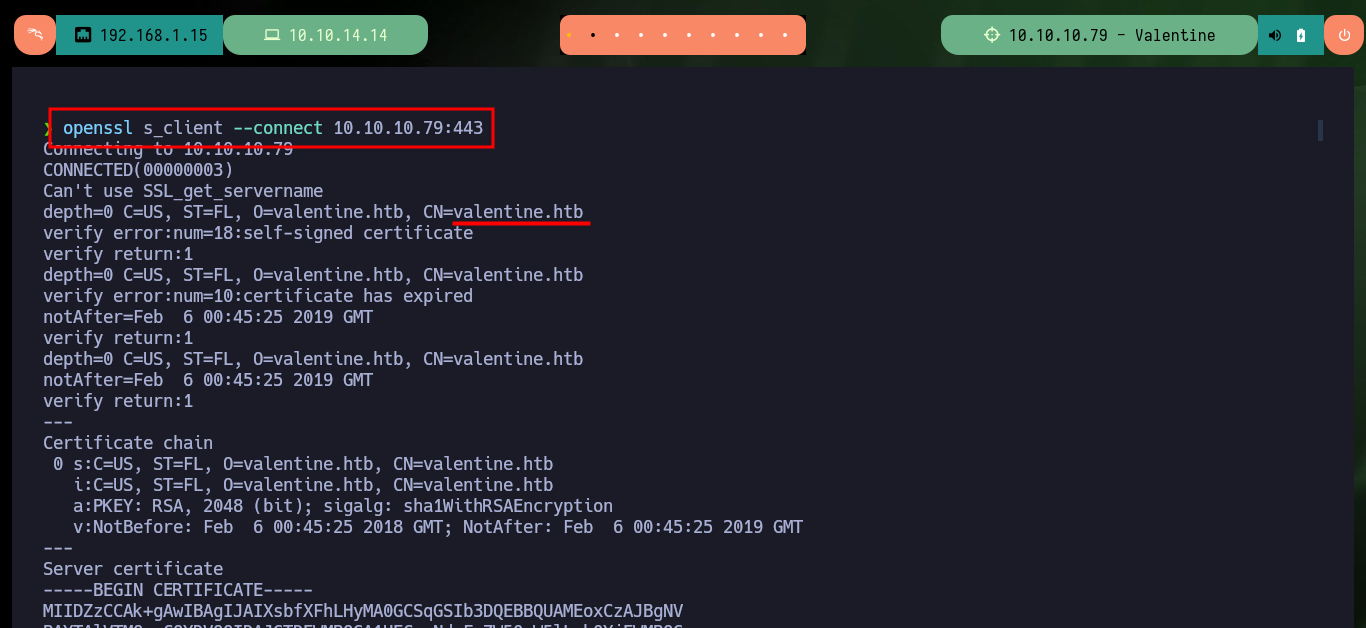 192.168.1.15 10.10.14.14 10.10.10.79 - Valentine
❯ openssl s_client --connect 10.10.10.79:443
Connecting to 10.10.10.79
CONNECTED(00000003)
Can't use SSL_get_servername
depth=0 C=US, ST=FL, O=valentine.htb, CN=valentine.htb
verify error:num=18:self-signed certificate
verify return:1
depth=0 C=US, ST=FL, O=valentine.htb, CN=valentine.htb
verify error:num=10:certificate has expired
notAfter=Feb  6 00:45:25 2019 GMT
verify return:1
depth=0 C=US, ST=FL, O=valentine.htb, CN=valentine.htb
notAfter=Feb  6 00:45:25 2019 GMT
verify return:1
---
Certificate chain
 0 s:C=US, ST=FL, O=valentine.htb, CN=valentine.htb
   i:C=US, ST=FL, O=valentine.htb, CN=valentine.htb
   a:PKEY: RSA, 2048 (bit); sigalg: sha1WithRSAEncryption
   v:NotBefore: Feb  6 00:45:25 2018 GMT; NotAfter: Feb  6 00:45:25 2019 GMT
---
Server certificate
-----BEGIN CERTIFICATE-----
MIIDZzCCAk+gAwIBAgIJAIXsbfXFhLHyMA0GCSqGSIb3DQEBBQUAMEoxCzAJBgNV